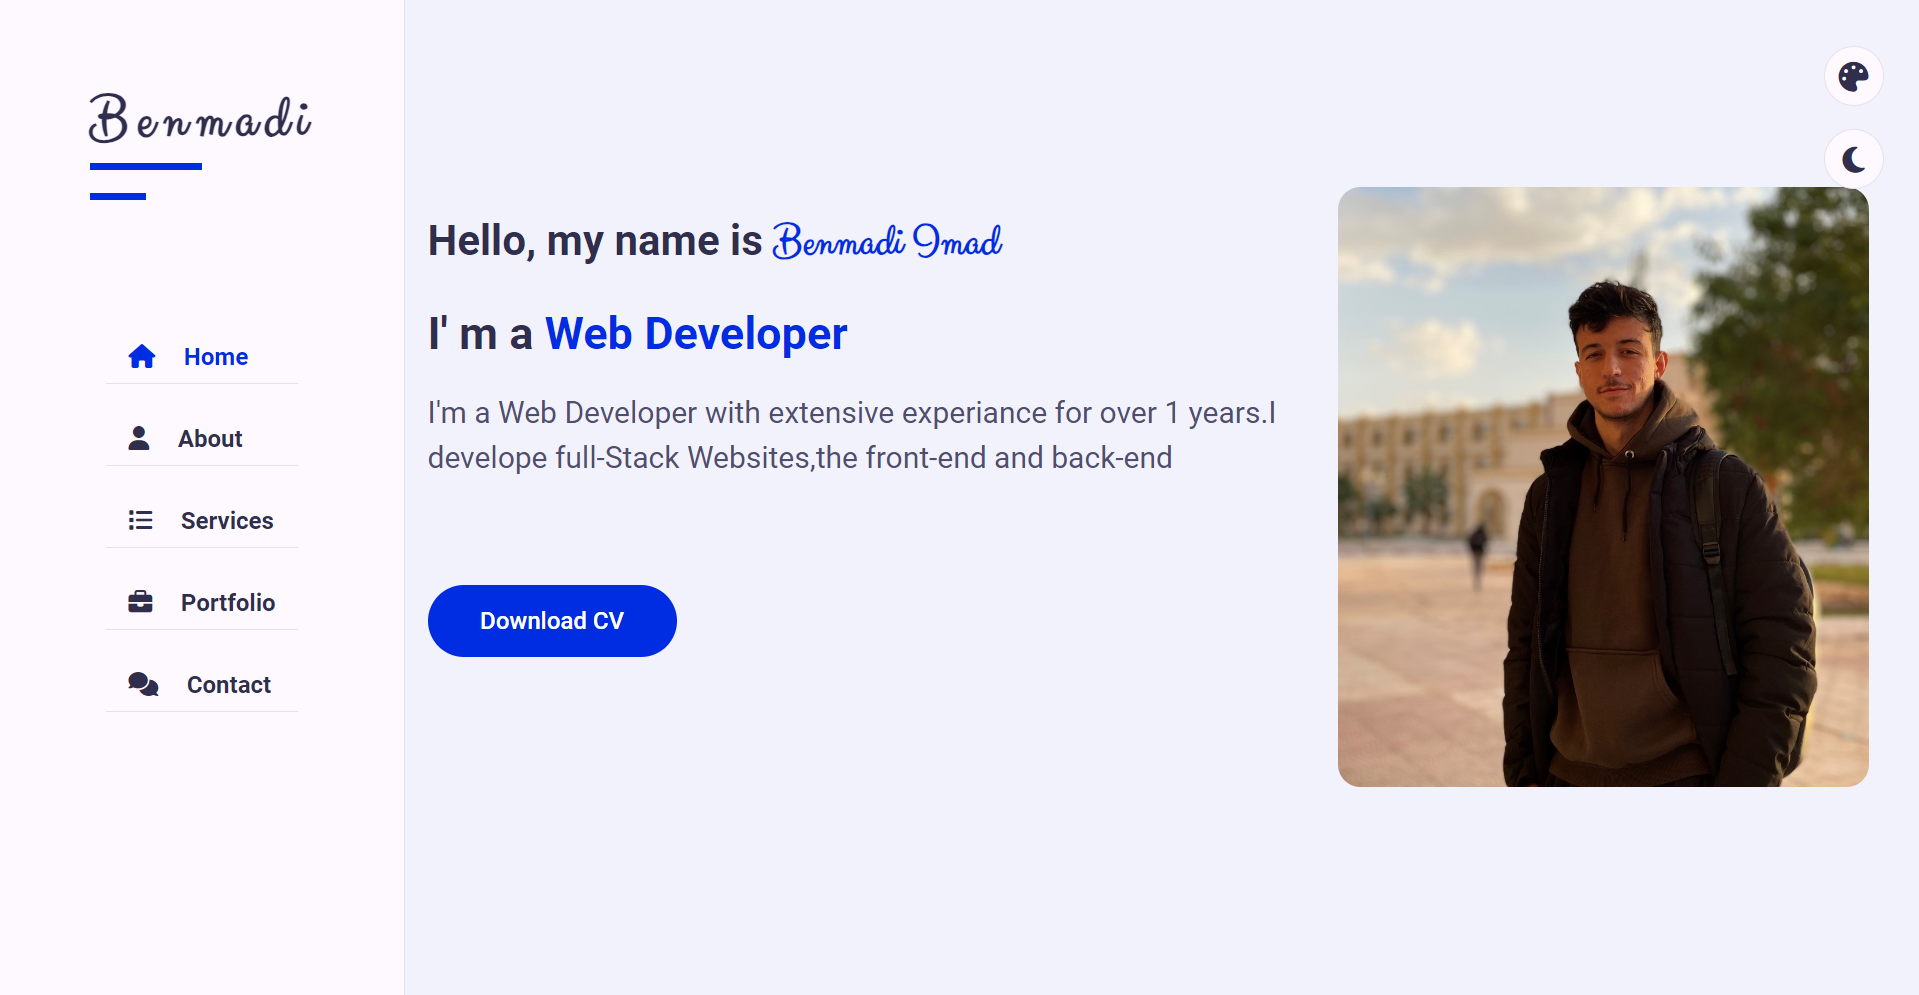 Benmadi
Home
About
Services
Portfolio
Contact
Hello, my name is Benmadi Imad
I' m a Web Developer
I'm a Web Developer with extensive experiance for over 1 years.I
develope full-Stack Websites,the front-end and back-end
Download CV